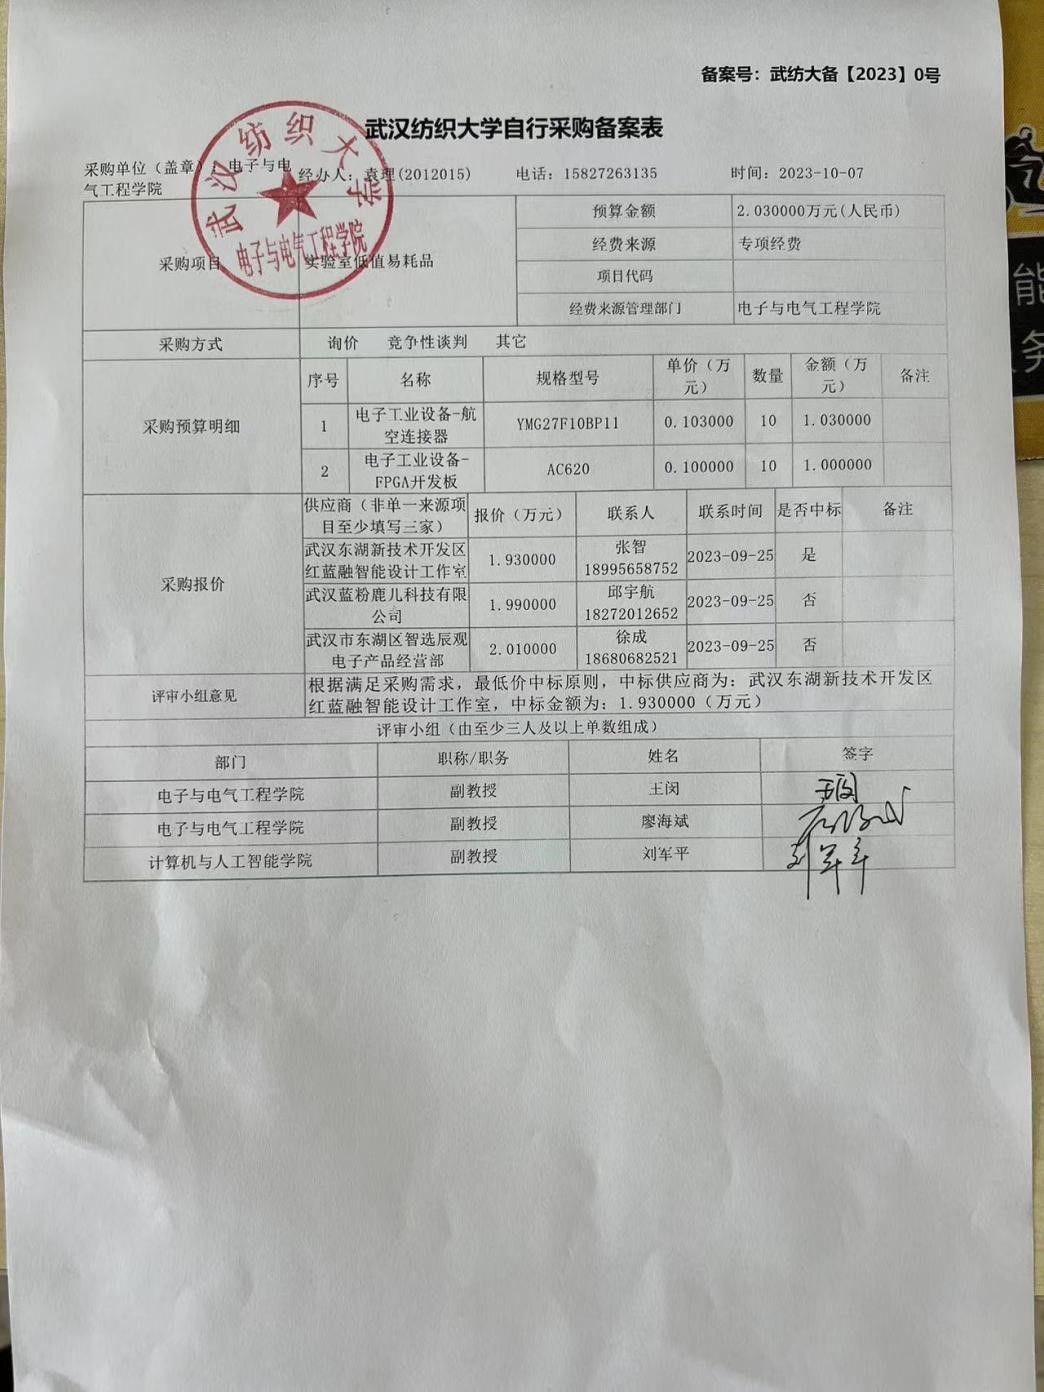 备案号：武纺大备【2023】0号
武汉纺织大学自行采购备案表
采购单位（盖章）：电子与电
气工程学院
经办人：袁理(2012015)
电话：15827263135
时间：2023-10-07
武汉纺织大学
电子与电气工程学院
采购项目
实验室低值易耗品
预算金额
2.030000万元(人民币)
经费来源
专项经费
项目代码
经费来源管理部门
电子与电气工程学院
采购方式
询价 竞争性谈判 其它
采购预算明细
序号
名称
规格型号
单价（万
元）
数量
金额（万
元）
备注
1
电子工业设备-航
空连接器
YMG27F10BP11
0.103000
10
1.030000
2
电子工业设备-
FPGA开发板
AC620
0.100000
10
1.000000
采购报价
供应商（非单一来源项
目至少填写三家）
报价（万元）
联系人
联系时间
是否中标
备注
武汉东湖新技术开发区
红蓝融智能设计工作室
1.930000
张智
18995658752
2023-09-25
是
武汉蓝粉鹿儿科技有限
公司
1.990000
邱宇航
18272012652
2023-09-25
否
武汉市东湖区智选辰观
电子产品经营部
2.010000
徐成
18680682521
2023-09-25
否
评审小组意见
根据满足采购需求，最低价中标原则，中标供应商为：武汉东湖新技术开发区
红蓝融智能设计工作室，中标金额为：1.930000（万元）
评审小组（由至少三人及以上单数组成）
部门
职称/职务
姓名
签字
电子与电气工程学院
副教授
王闵
王闵
电子与电气工程学院
副教授
廖海斌
计算机与人工智能学院
副教授
刘军平
刘军平
能
务